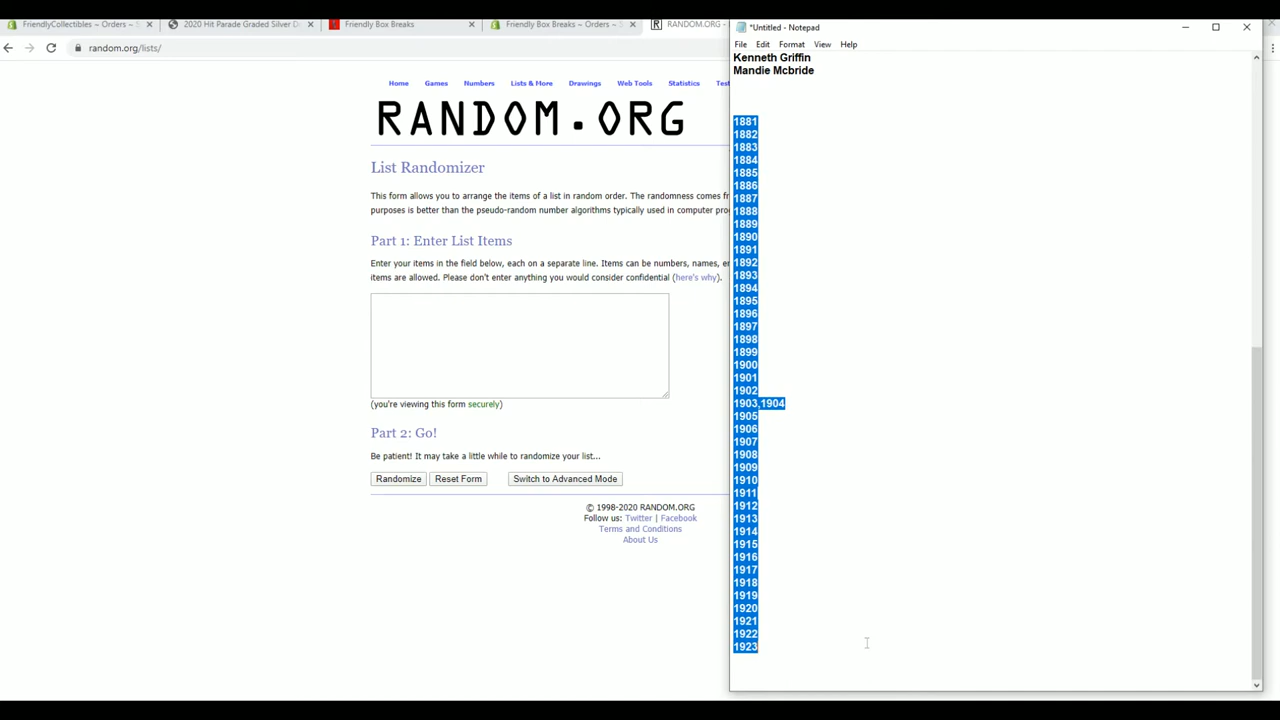 FriendlyCollectibles – Orders – S
2020 Hit Parade Graded Silver D
Friendly Box Breaks
Friendly Box Breaks – Orders – S
RANDOM.ORG -
random.org/lists/
Home Games Numbers Lists & More Drawings Web Tools Statistics Test
RANDOM.ORG
List Randomizer
This form allows you to arrange the items of a list in random order. The randomness comes fr
purposes is better than the pseudo-random number algorithms typically used in computer pro
Part 1: Enter List Items
Enter your items in the field below, each on a separate line. Items can be numbers, names, e
items are allowed. Please don't enter anything you would consider confidential (here's why).
(you're viewing this form securely)
Part 2: Go!
Be patient! It may take a little while to randomize your list...
Randomize Reset Form Switch to Advanced Mode
© 1998-2020 RANDOM.ORG
Follow us: Twitter | Facebook
Terms and Conditions
About Us
*Untitled - Notepad
File Edit Format View Help
Kenneth Griffin
Mandie Mcbride
1881
1882
1883
1884
1885
1886
1887
1888
1889
1890
1891
1892
1893
1894
1895
1896
1897
1898
1899
1900
1901
1902
1903,1904
1905
1906
1907
1908
1909
1910
1911
1912
1913
1914
1915
1916
1917
1918
1919
1920
1921
1922
1923